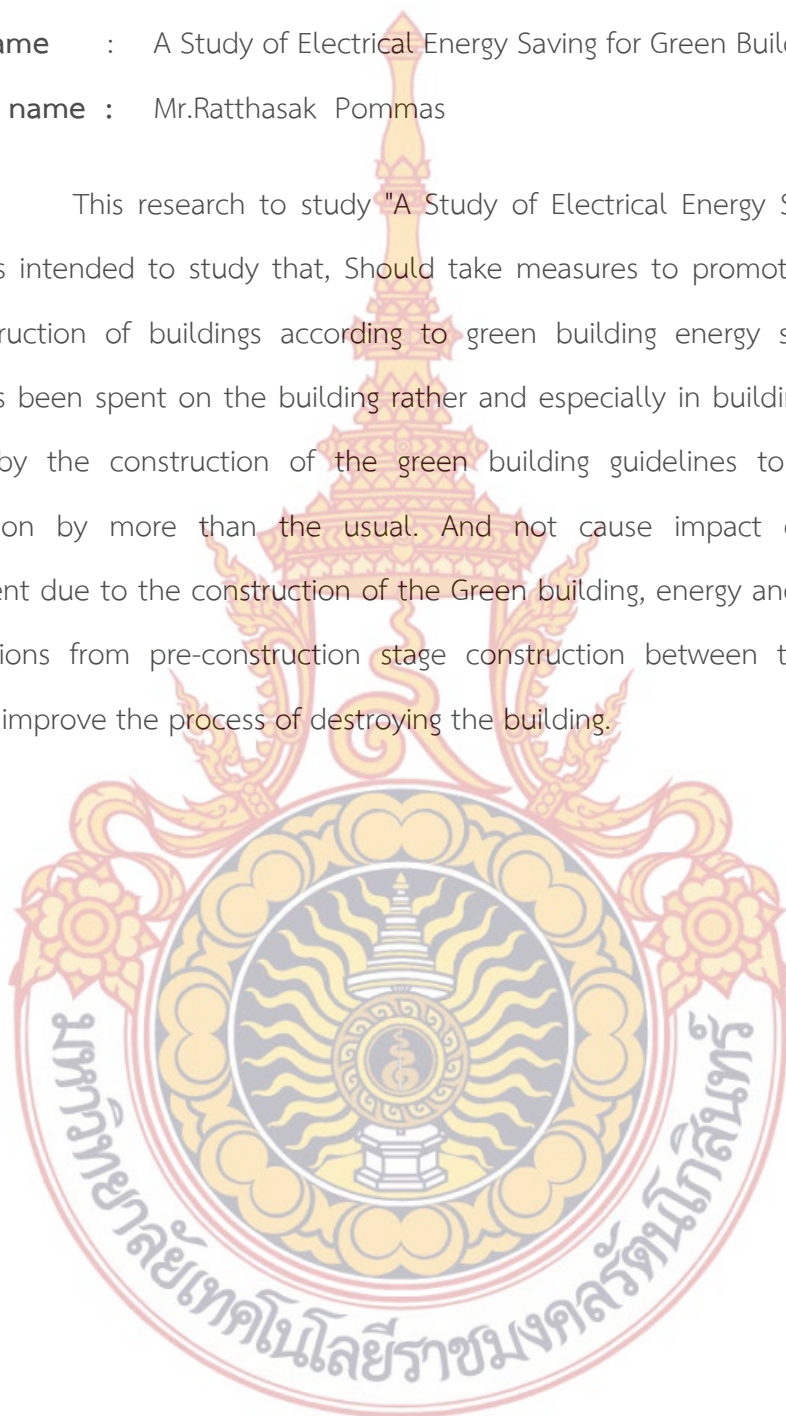 ame : A Study of Electrical Energy Saving for Green Build
name : Mr.Ratthasak Pommas
This research to study "A Study of Electrical Energy S
s intended to study that, Should take measures to promot
ruction of buildings according to green building energy s
s been spent on the building rather and especially in buildin
by the construction of the green building guidelines to
on by more than the usual. And not cause impact
ent due to the construction of the Green building, energy and
ions from pre-construction stage construction between t
improve the process of destroying the building.
มหาวิทยาลัยเทคโนโลยีราชมงคลรัตนโกสินทร์